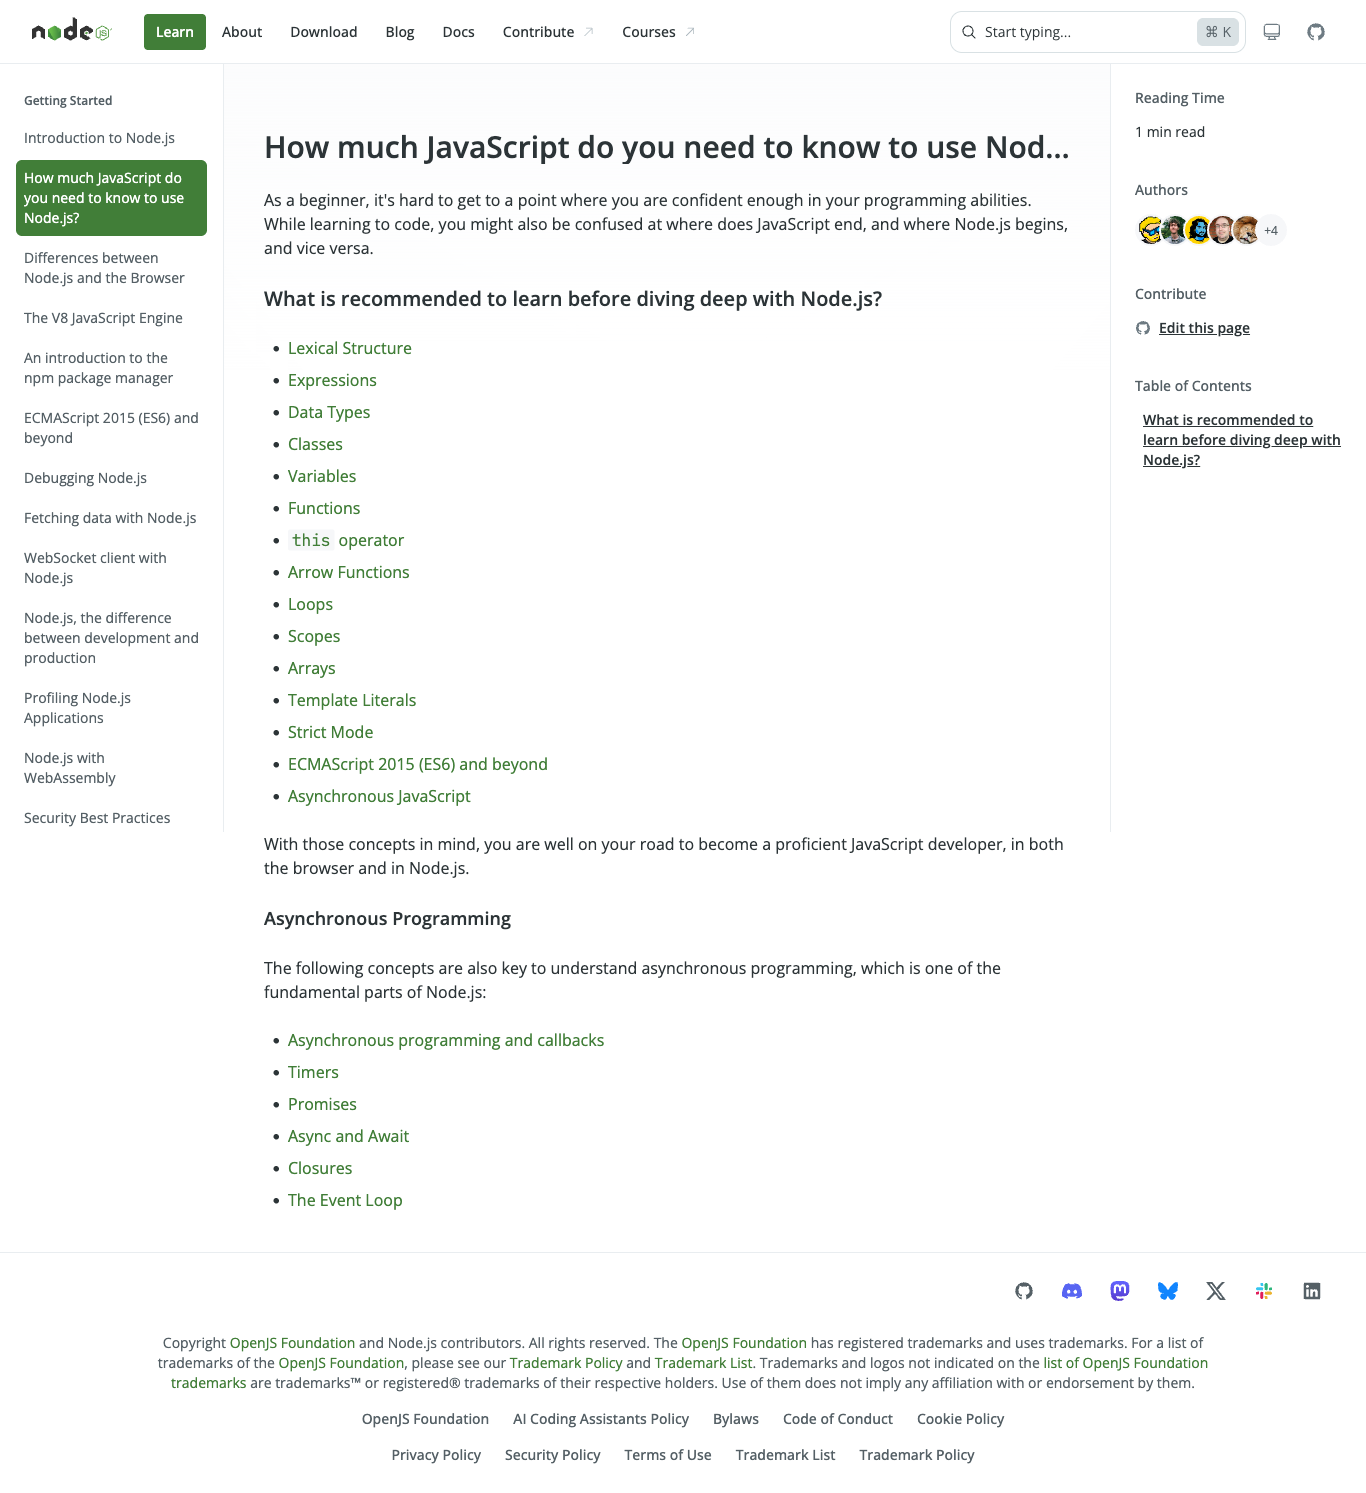 node JS
Learn
About
Download
Blog
Docs
Contribute
Courses
Start typing...
⌘ K
Getting Started
Introduction to Node.js
How much JavaScript do
you need to know to use
Node.js?
Differences between
Node.js and the Browser
The V8 JavaScript Engine
An introduction to the
npm package manager
ECMAScript 2015 (ES6) and
beyond
Debugging Node.js
Fetching data with Node.js
WebSocket client with
Node.js
Node.js, the difference
between development and
production
Profiling Node.js
Applications
Node.js with
WebAssembly
Security Best Practices
How much JavaScript do you need to know to use Nod...
As a beginner, it's hard to get to a point where you are confident enough in your programming abilities.
While learning to code, you might also be confused at where does JavaScript end, and where Node.js begins,
and vice versa.
What is recommended to learn before diving deep with Node.js?
• Lexical Structure
• Expressions
• Data Types
• Classes
• Variables
• Functions
• this operator
• Arrow Functions
• Loops
• Scopes
• Arrays
• Template Literals
• Strict Mode
• ECMAScript 2015 (ES6) and beyond
• Asynchronous JavaScript
With those concepts in mind, you are well on your road to become a proficient JavaScript developer, in both
the browser and in Node.js.
Asynchronous Programming
The following concepts are also key to understand asynchronous programming, which is one of the
fundamental parts of Node.js:
• Asynchronous programming and callbacks
• Timers
• Promises
• Async and Await
• Closures
• The Event Loop
Reading Time
1 min read
Authors
+4
Contribute
Edit this page
Table of Contents
What is recommended to
learn before diving deep with
Node.js?
Copyright OpenJS Foundation and Node.js contributors. All rights reserved. The OpenJS Foundation has registered trademarks and uses trademarks. For a list of
trademarks of the OpenJS Foundation, please see our Trademark Policy and Trademark List. Trademarks and logos not indicated on the list of OpenJS Foundation
trademarks are trademarks™ or registered® trademarks of their respective holders. Use of them does not imply any affiliation with or endorsement by them.
OpenJS Foundation
AI Coding Assistants Policy
Bylaws
Code of Conduct
Cookie Policy
Privacy Policy
Security Policy
Terms of Use
Trademark List
Trademark Policy